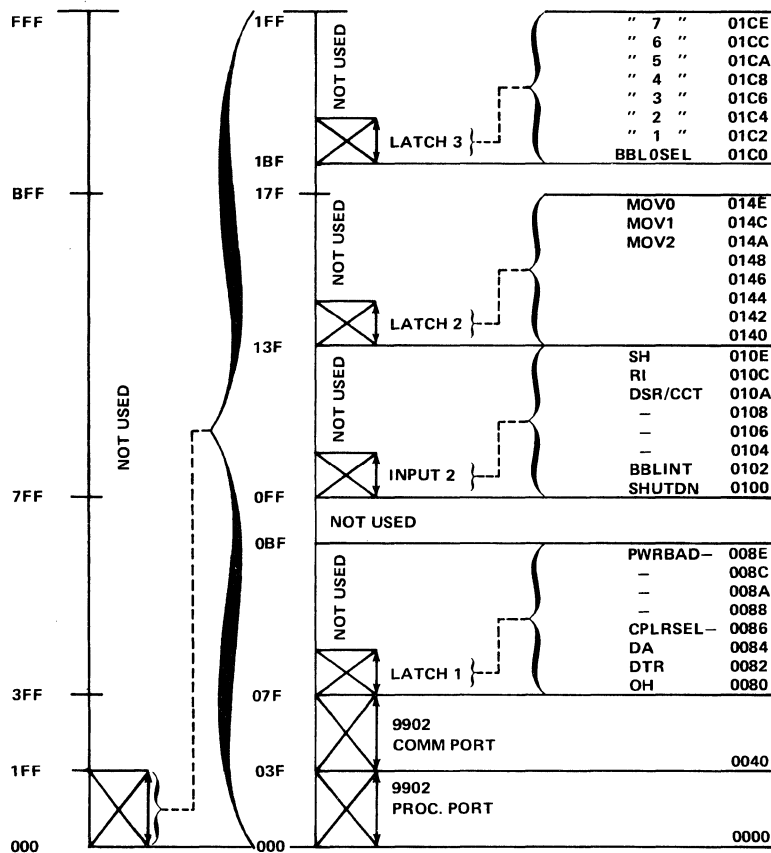 FFF
BFF
7FF
3FF
1FF
000
NOT USED
1FF
1BF
17F
13F
0FF
0BF
07F
03F
000
NOT USED
LATCH 3
" 7 " 01CE
" 6 " 01CC
" 5 " 01CA
" 4 " 01C8
" 3 " 01C6
" 2 " 01C4
" 1 " 01C2
BBL0SEL 01C0
NOT USED
LATCH 2
MOV0 014E
MOV1 014C
MOV2 014A
0148
0146
0144
0142
0140
NOT USED
INPUT 2
SH 010E
RI 010C
DSR/CCT 010A
– 0108
– 0106
– 0104
BBLINT 0102
SHUTDN 0100
NOT USED
NOT USED
LATCH 1
PWRBAD– 008E
– 008C
– 008A
– 0088
CPLRSEL– 0086
DA 0084
DTR 0082
OH 0080
9902
COMM PORT
0040
9902
PROC. PORT
0000